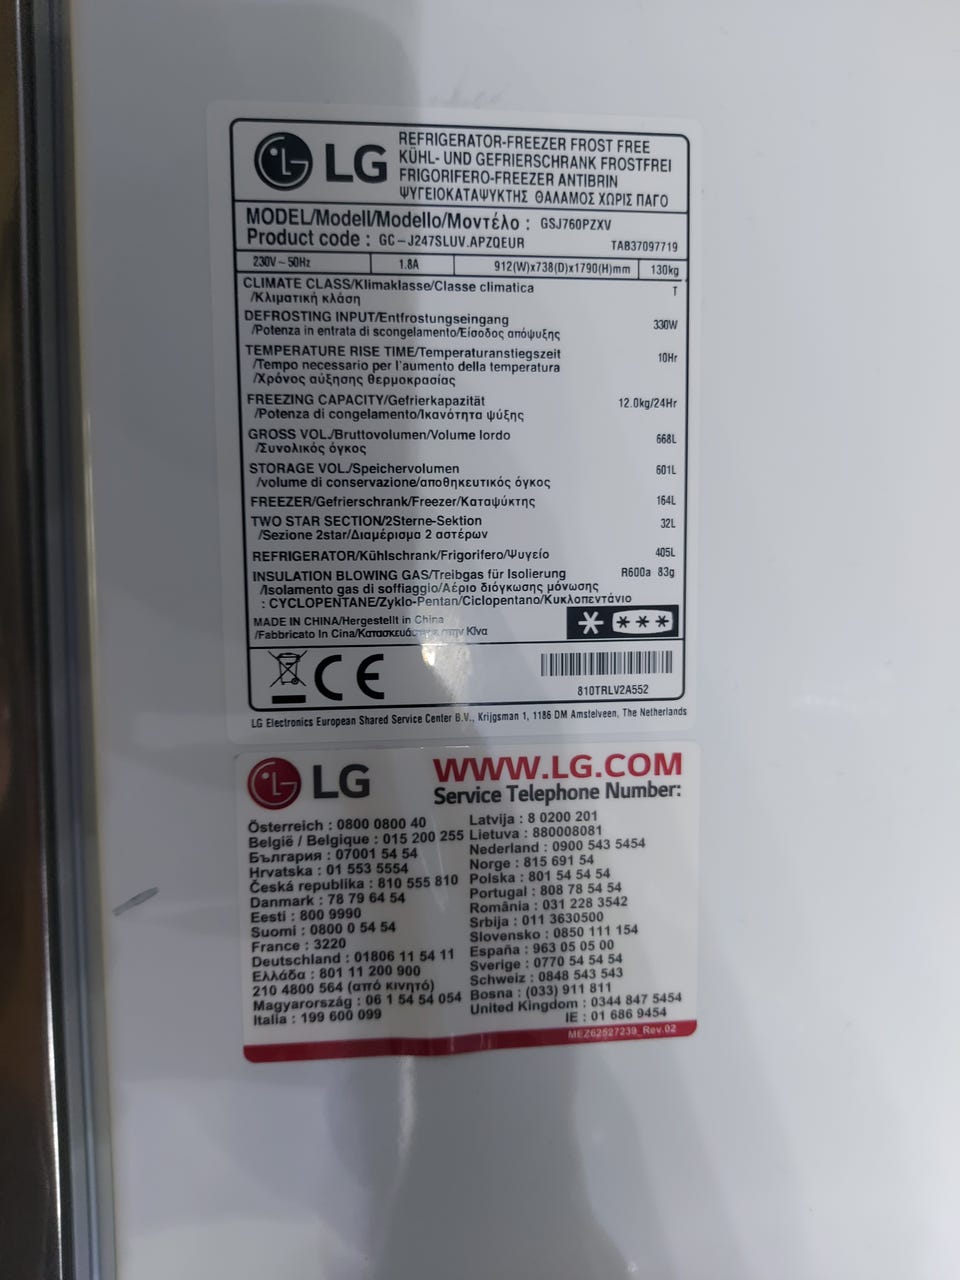 LG
REFRIGERATOR-FREEZER FROST FREE
KÜHL- UND GEFRIERSCHRANK FROSTFREI
FRIGORIFERO-FREEZER ANTIBRIN
ΨΥΓΕΙΟΚΑΤΑΨΥΚΤΗΣ ΘΑΛΑΜΟΣ ΧΩΡΙΣ ΠΑΓΟ
MODEL/Modell/Modello/Μοντέλο : GSJ760PZXV
Product code : GC-J247SLUV.APZQEUR TAB37097719
230V ~ 50Hz 1.8A 912(W)x738(D)x1790(H)mm 130kg
CLIMATE CLASS/Klimaklasse/Classe climatica T
/Κλιματική κλάση
DEFROSTING INPUT/Entfrostungseingang 330W
/Potenza in entrata di scongelamento/Είσοδος απόψυξης
TEMPERATURE RISE TIME/Temperaturanstiegszeit 10Hr
/Tempo necessario per l'aumento della temperatura
/Χρόνος αύξησης θερμοκρασίας
FREEZING CAPACITY/Gefrierkapazität 12.0kg/24Hr
/Potenza di congelamento/Ικανότητα ψύξης
GROSS VOL./Bruttovolumen/Volume lordo 668L
/Συνολικός όγκος
STORAGE VOL./Speichervolumen 601L
/volume di conservazione/αποθηκευτικός όγκος
FREEZER/Gefrierschrank/Freezer/Καταψύκτης 164L
TWO STAR SECTION/2Sterne-Sektion 32L
/Sezione 2star/Διαμέρισμα 2 αστέρων
REFRIGERATOR/Kühlschrank/Frigorifero/Ψυγείο 405L
INSULATION BLOWING GAS/Treibgas für Isolierung R600a 83g
/Isolamento gas di soffiaggio/Αέριο διόγκωσης μόνωσης
: CYCLOPENTANE/Zyklo-Pentan/Ciclopentano/Κυκλοπεντάνιο
MADE IN CHINA/Hergestellt in China
/Fabbricato In Cina/Κατασκευάστηκε στην Κίνα
CE
810TRLV2A552
LG Electronics European Shared Service Center B.V., Krijgsman 1, 1186 DM Amstelveen, The Netherlands
LG
WWW.LG.COM
Service Telephone Number:
Österreich : 0800 0800 40
België / Belgique : 015 200 255
България : 07001 54 54
Hrvatska : 01 553 5554
Česká republika : 810 555 810
Danmark : 78 79 64 54
Eesti : 800 9990
Suomi : 0800 0 54 54
France : 3220
Deutschland : 01806 11 54 11
Ελλάδα : 801 11 200 900
210 4800 564 (από κινητό)
Magyarország : 06 1 54 54 054
Italia : 199 600 099
Latvija : 8 0200 201
Lietuva : 880008081
Nederland : 0900 543 5454
Norge : 815 691 54
Polska : 801 54 54 54
Portugal : 808 78 54 54
România : 031 228 3542
Srbija : 011 3630500
Slovensko : 0850 111 154
España : 963 05 05 00
Sverige : 0770 54 54 54
Schweiz : 0848 543 543
Bosna : (033) 911 811
United Kingdom : 0344 847 5454
IE : 01 686 9454
MEZ62827239_Rev.02